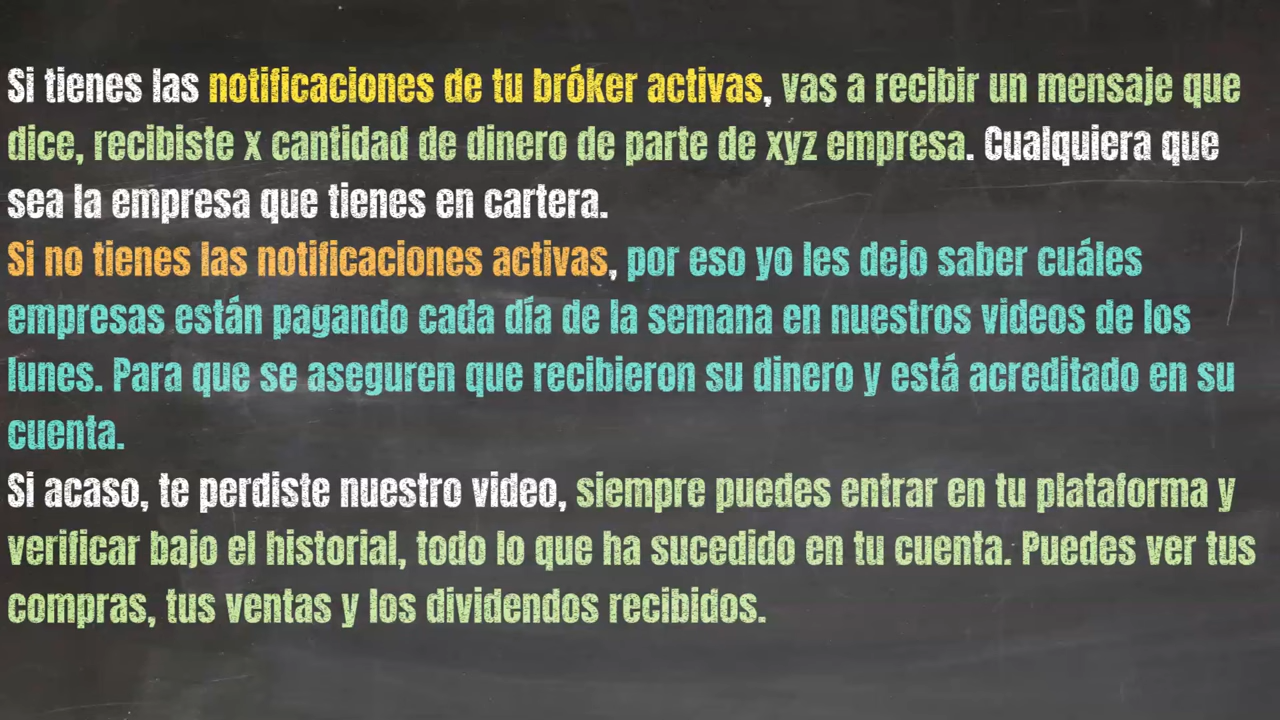 Si tienes las notificaciones de tu bróker activas, vas a recibir un mensaje que
dice, recibiste x cantidad de dinero de parte de xyz empresa. Cualquiera que
sea la empresa que tienes en cartera.
Si no tienes las notificaciones activas, por eso yo les dejo saber cuáles
empresas están pagando cada día de la semana en nuestros videos de los
lunes. Para que se aseguren que recibieron su dinero y está acreditado en su
cuenta.
Si acaso, te perdiste nuestro video, siempre puedes entrar en tu plataforma y
verificar bajo el historial, todo lo que ha sucedido en tu cuenta. Puedes ver tus
compras, tus ventas y los dividendos recibidos.